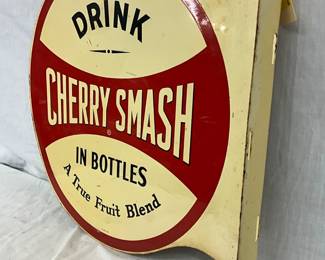 DRINK
CHERRY SMASH
IN BOTTLES
A True Fruit Blend